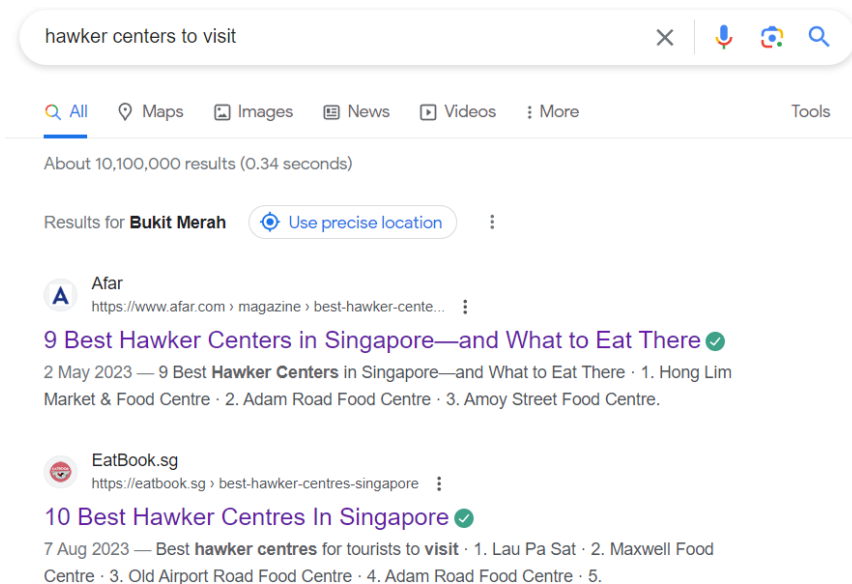 hawker centers to visit
All Maps Images News Videos More Tools
About 10,100,000 results (0.34 seconds)
Results for Bukit Merah Use precise location
Afar
https://www.afar.com › magazine › best-hawker-cente...
9 Best Hawker Centers in Singapore—and What to Eat There
2 May 2023 — 9 Best Hawker Centers in Singapore—and What to Eat There · 1. Hong Lim
Market & Food Centre · 2. Adam Road Food Centre · 3. Amoy Street Food Centre.
EatBook.sg
https://eatbook.sg › best-hawker-centres-singapore
10 Best Hawker Centres In Singapore
7 Aug 2023 — Best hawker centres for tourists to visit · 1. Lau Pa Sat · 2. Maxwell Food
Centre · 3. Old Airport Road Food Centre · 4. Adam Road Food Centre · 5.